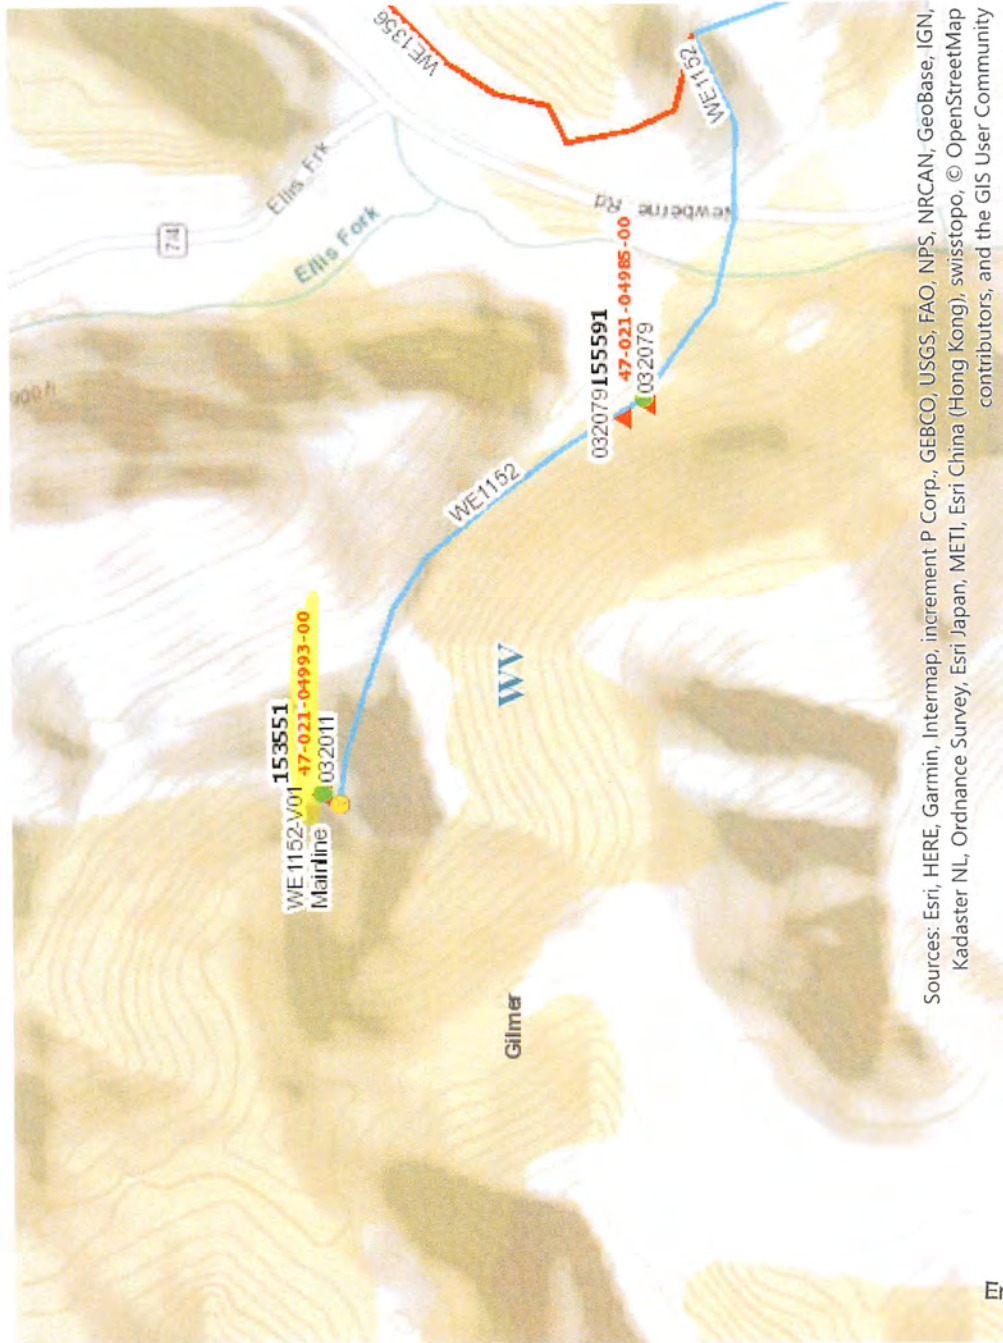 WE1356
Ellis Frk
74
Ellis Fork
WE1152
Newberne Rd
47-021-04985-00
032079155591
032079
WE1152
WV
153551
WE1152-V01 47-021-04993-00
032011
Mainline
Gilmer
Sources: Esri, HERE, Garmin, Intermap, increment P Corp., GEBCO, USGS, FAO, NPS, NRCAN, GeoBase, IGN,
Kadaster NL, Ordnance Survey, Esri Japan, METI, Esri China (Hong Kong), swisstopo, © OpenStreetMap
contributors, and the GIS User Community